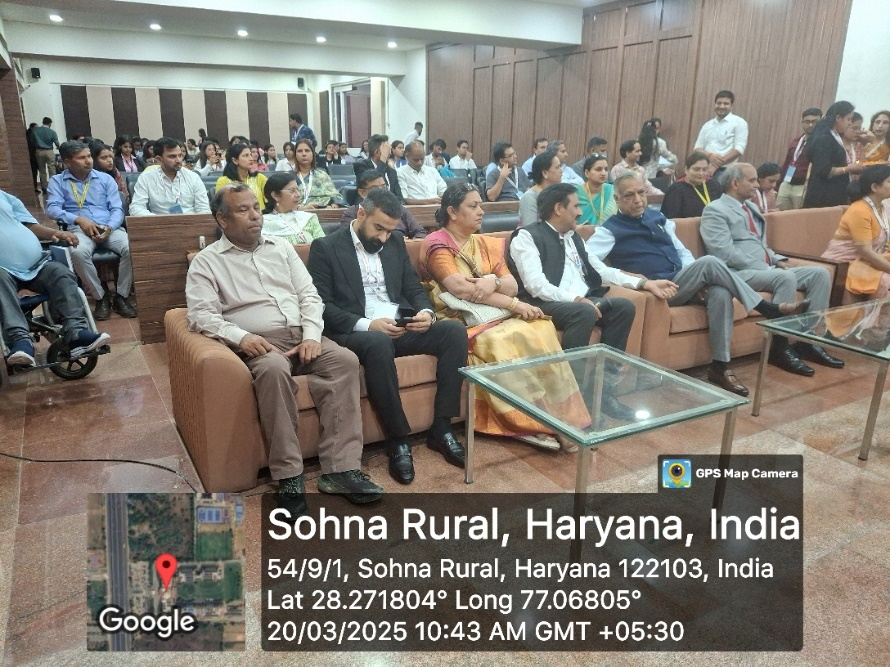 GPS Map Camera
Sohna Rural, Haryana, India
54/9/1, Sohna Rural, Haryana 122103, India
Lat 28.271804° Long 77.06805°
20/03/2025 10:43 AM GMT +05:30
Google